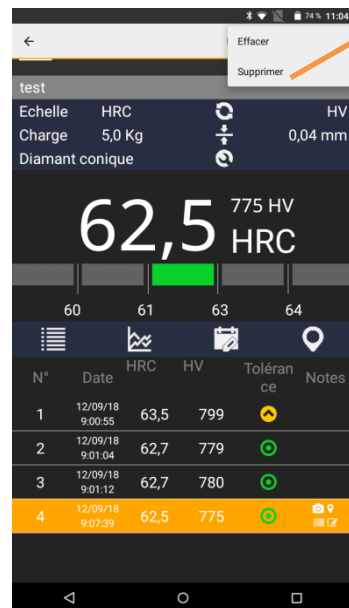 74 % 11:04
Effacer
Supprimer
test
Echelle HRC HV
Charge 5,0 Kg 0,04 mm
Diamant conique
62,5 775 HV HRC
60 61 63 64
N° Date HRC HV Toléran
ce Notes
1 12/09/18 9:00:55 63,5 799
2 12/09/18 9:01:04 62,7 779
3 12/09/18 9:01:12 62,7 780
4 12/09/18 9:07:39 62,5 775